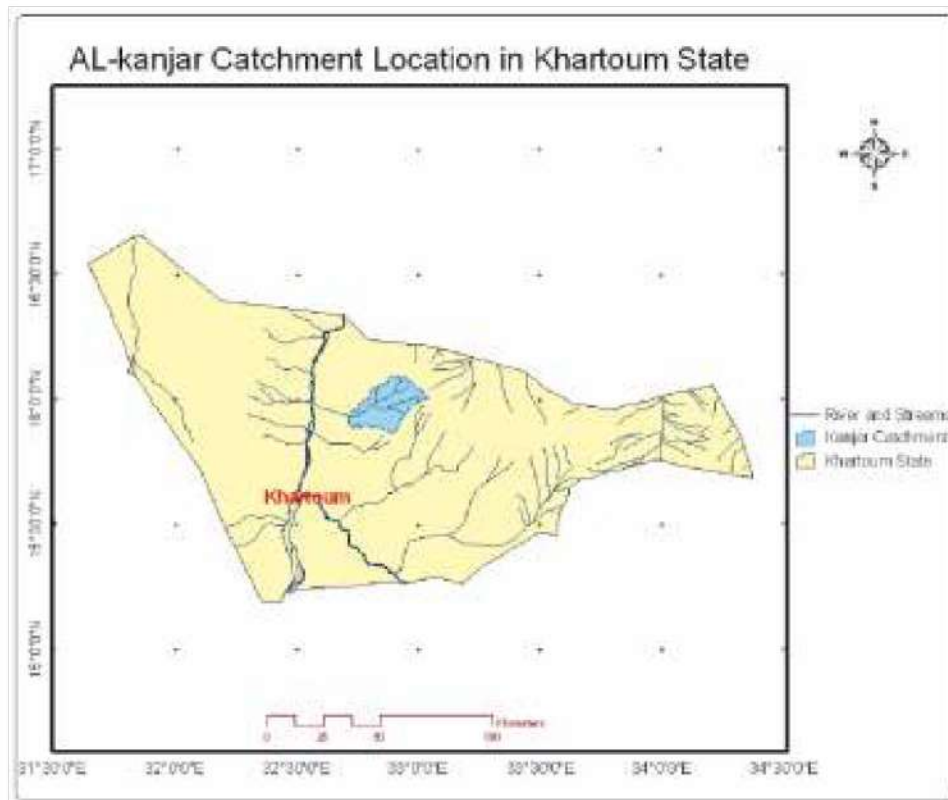 AL-kanjar Catchment Location in Khartoum State
N
W E
S
17°0'0"N
16°30'0"N
16°0'0"N
15°30'0"N
15°0'0"N
Khartoum
River and Streams
Kanjar Catchment
Khartoum State
0 25 50 100
Kilometers
31°30'0"E 32°0'0"E 32°30'0"E 33°0'0"E 33°30'0"E 34°0'0"E 34°30'0"E